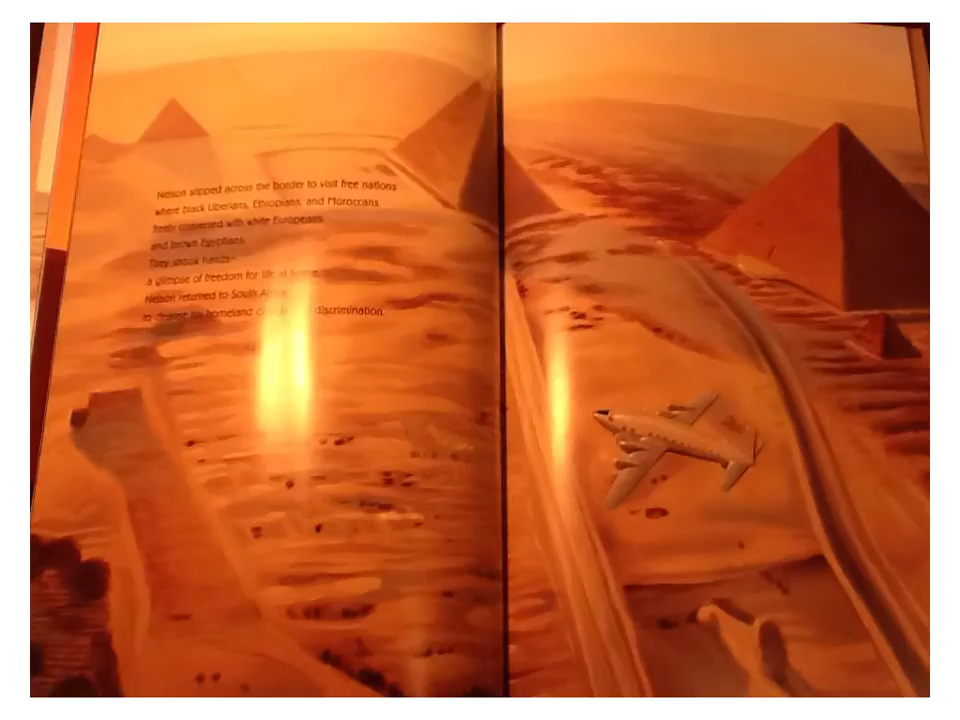 Nelson slipped across the border to visit free nations
where black Liberians, Ethiopians, and Moroccans
freely conversed with white Europeans
and brown Egyptians.
They shook hands—
a glimpse of freedom for life at home.
Nelson returned to South
to his homeland discrimination.